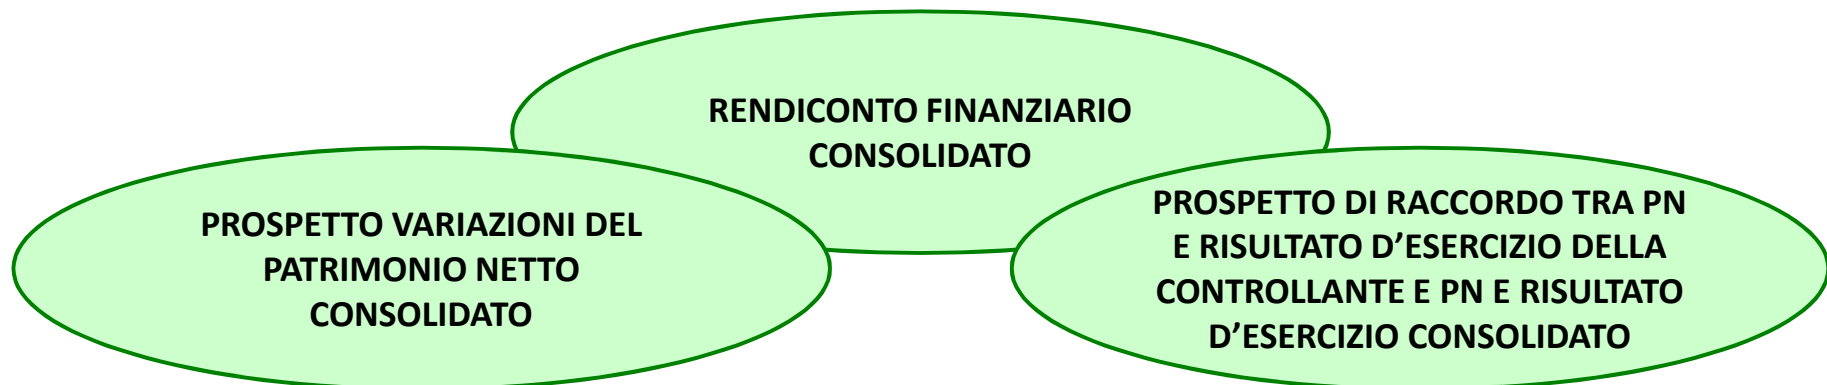 RENDICONTO FINANZIARIO
CONSOLIDATO
PROSPETTO VARIAZIONI DEL
PATRIMONIO NETTO
CONSOLIDATO
PROSPETTO DI RACCORDO TRA PN
E RISULTATO D’ESERCIZIO DELLA
CONTROLLANTE E PN E RISULTATO
D’ESERCIZIO CONSOLIDATO